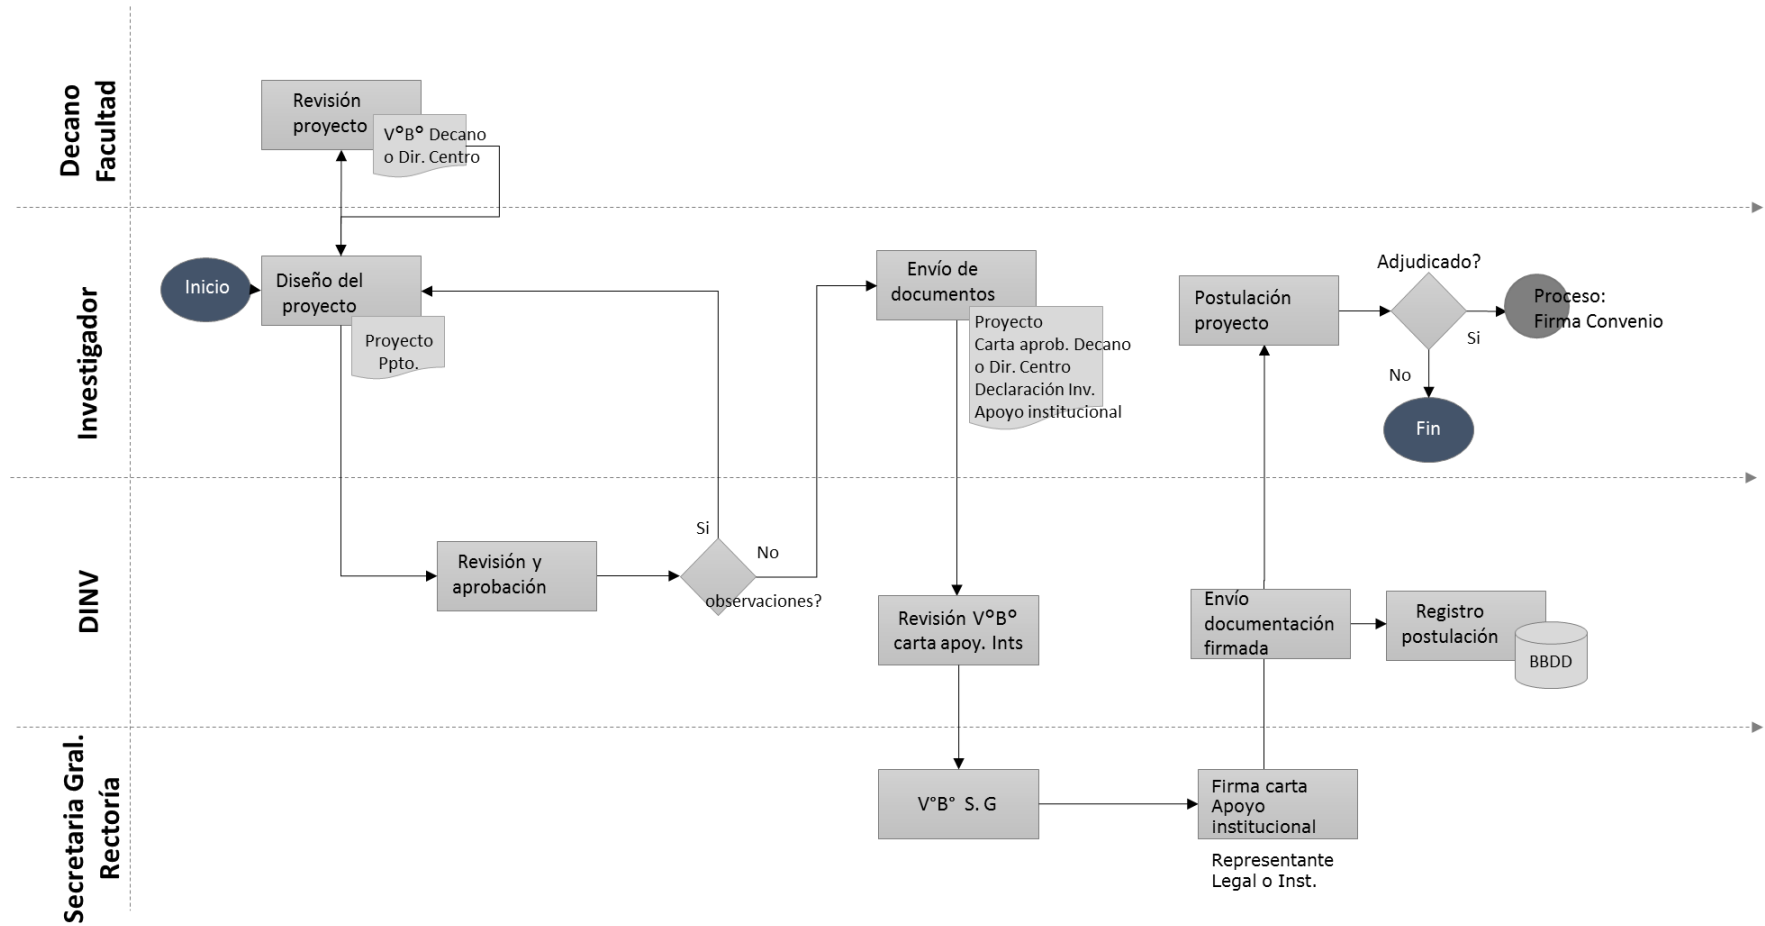 Decano
Facultad
Revisión
proyecto
V°B° Decano
o Dir. Centro
Investigador
Inicio
Diseño del
proyecto
Proyecto
Ppto.
Envío de
documentos
Proyecto
Carta aprob. Decano
o Dir. Centro
Declaración Inv.
Apoyo institucional
Postulación
proyecto
Adjudicado?
Si
No
Proceso:
Firma Convenio
Fin
DINV
Revisión y
aprobación
Si
No
observaciones?
Revisión V°B°
carta apoy. Ints
Envío
documentación
firmada
Registro
postulación
BBDD
Secretaria Gral.
Rectoría
V°B° S. G
Firma carta
Apoyo
institucional
Representante
Legal o Inst.